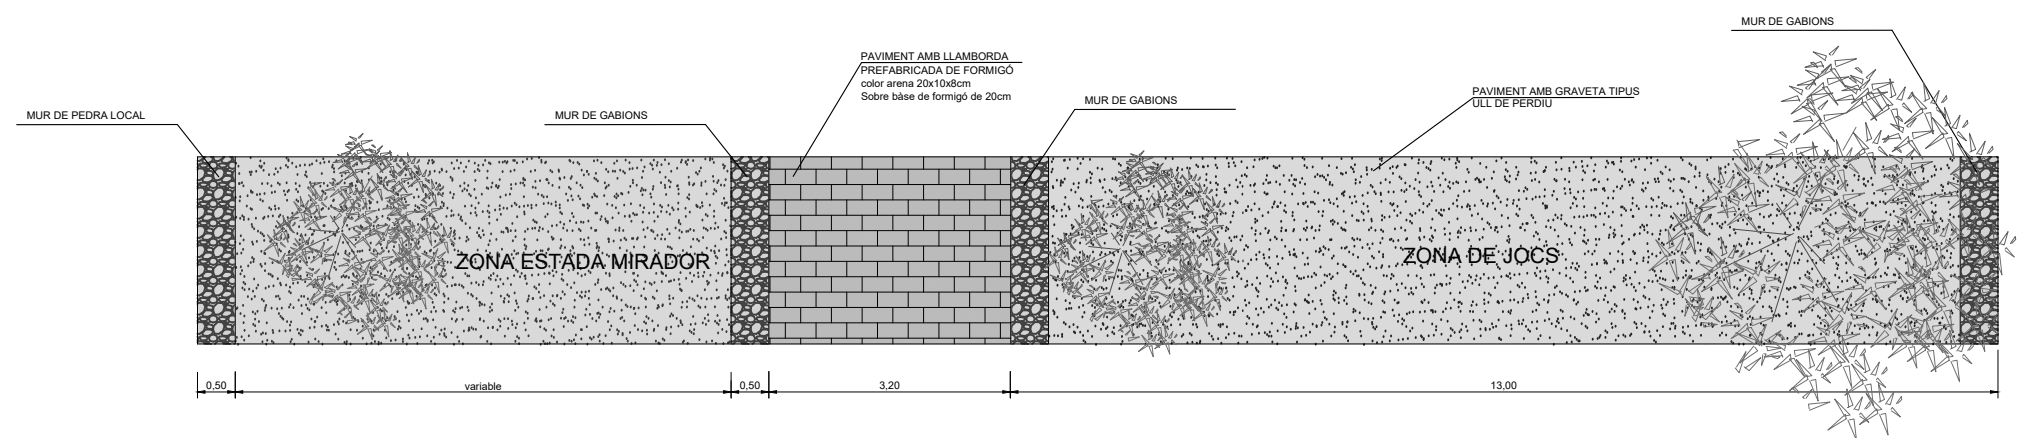 MUR DE GABIONS
PAVIMENT AMB LLAMBORDA
PREFABRICADA DE FORMIGÓ
color arena 20x10x8cm
Sobre bàse de formigó de 20cm
PAVIMENT AMB GRAVETA TIPUS
ULL DE PERDIU
MUR DE GABIONS
MUR DE PEDRA LOCAL
MUR DE GABIONS
ZONA ESTADA MIRADOR
ZONA DE JOCS
0,50
variable
0,50
3,20
13,00